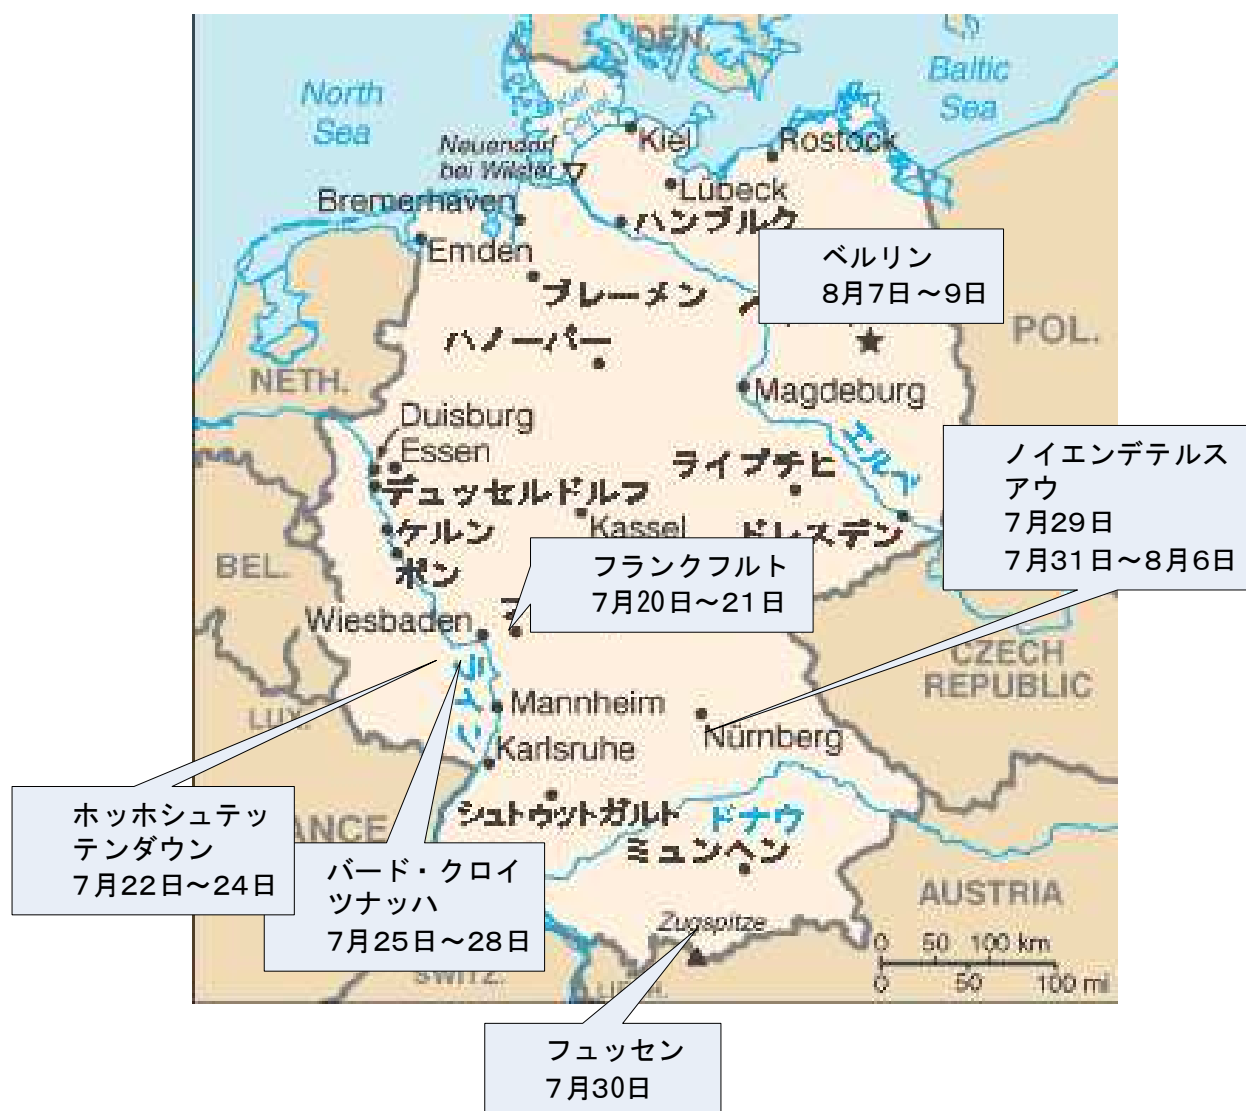 DEN.
Baltic
Sea
North
Sea
Kiel
Rostock
Neuendorf
bei Wilster
Lübeck
Bremerhaven
ハンブルク
Emden
ベルリン
8月7日～9日
ブレーメン
ハノーバー
POL.
NETH.
Magdeburg
Duisburg
Essen
エルベ
ノイエンデテルス
アウ
7月29日
7月31日～8月6日
ライプチヒ
デュッセルドルフ
Kassel
ドレスデン
ケルン
BEL.
ボン
フランクフルト
7月20日～21日
Wiesbaden
CZECH
REPUBLIC
ライン
LUX.
Mannheim
Nürnberg
Karlsruhe
ホッホシュテッ
テンダウン
7月22日～24日
ANCE
シュトゥットガルト
ドナウ
ミュンヘン
バード・クロイ
ツナッハ
7月25日～28日
AUSTRIA
Zugspitze
0 50 100 km
0 50 100 mi
SWITZ.
フュッセン
7月30日